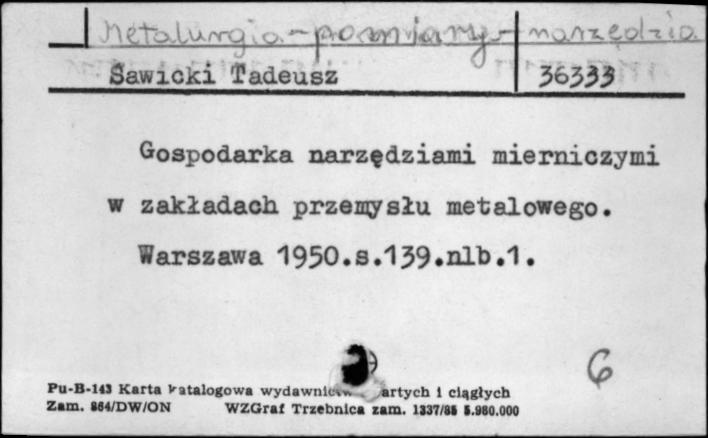 Metalurgia - pomiary - narzędzia
Sawicki Tadeusz 36333
Gospodarka narzędziami mierniczymi
w zakładach przemysłu metalowego.
Warszawa 1950.s.139.nlb.1.
6
Pu-B-143 Karta katalogowa artych i ciągłych
Zam. 864/DW/ON WZGraf Trzebnica zam. 1337/85 5.980.000